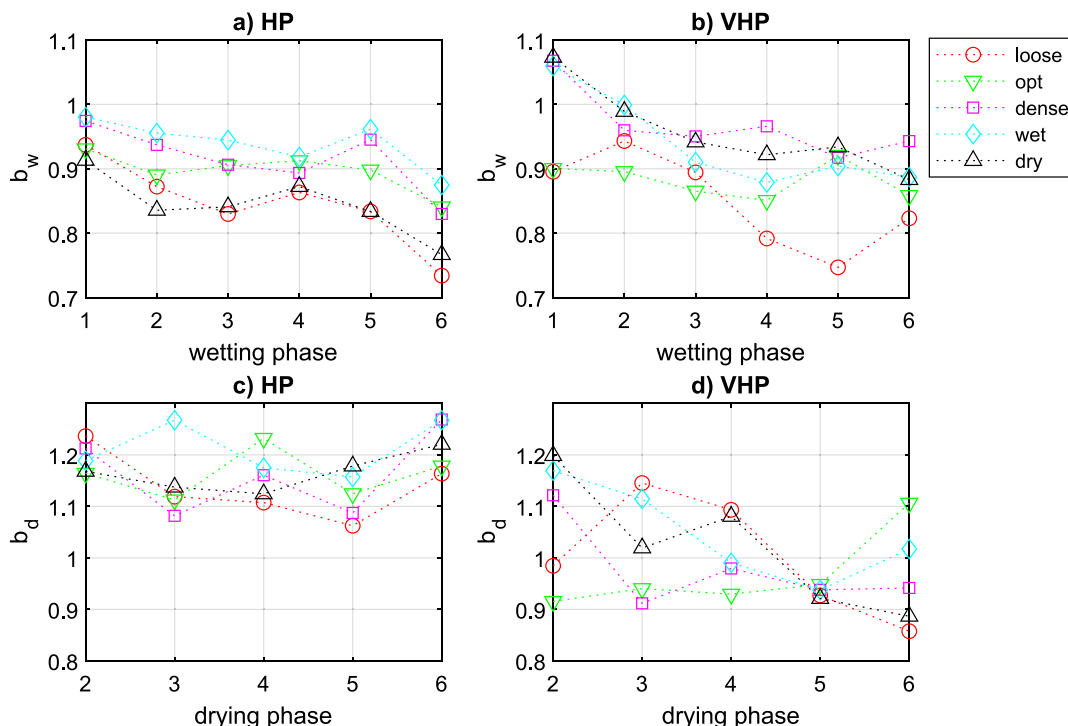 a) HP
1.1
1
0.9
0.8
0.7
b_w
1 2 3 4 5 6
wetting phase
b) VHP
1.1
1
0.9
0.8
0.7
b_w
1 2 3 4 5 6
wetting phase
loose
opt
dense
wet
dry
c) HP
1.2
1.1
1
0.9
0.8
b_d
2 3 4 5 6
drying phase
d) VHP
1.2
1.1
1
0.9
0.8
b_d
2 3 4 5 6
drying phase